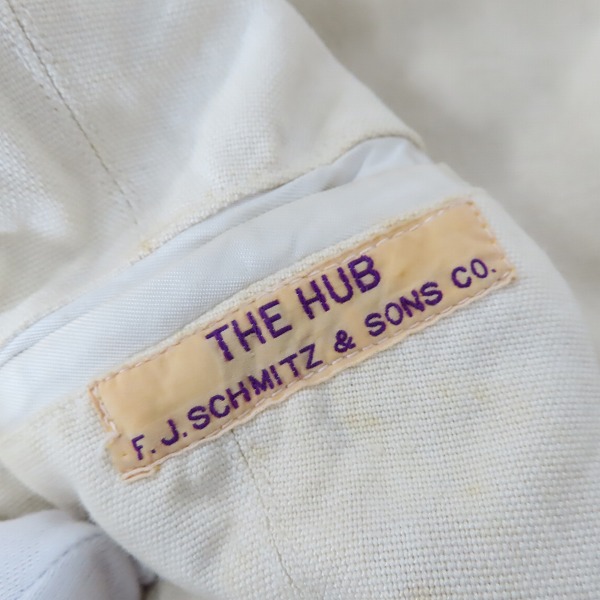 THE HUB
F. J. SCHMITZ & SONS CO.